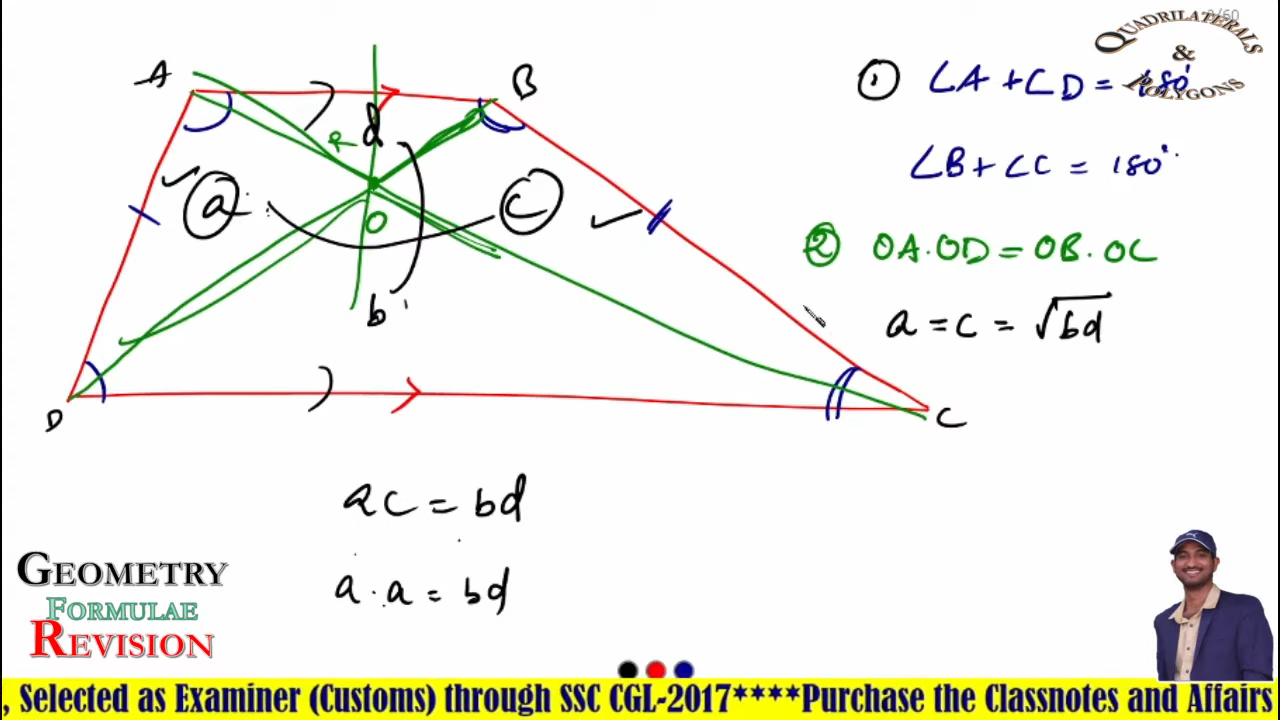 QUADRILATERALS
&
POLYGONS
A
B
① ∠A + ∠D = 180°
d
∠B + ∠C = 180°
a
c
O
② OA·OD = OB·OC
b
a = c = √bd
D
C
ac = bd
a·a = bd
GEOMETRY
FORMULAE
REVISION
, Selected as Examiner (Customs) through SSC CGL-2017****Purchase the Classnotes and Affairs